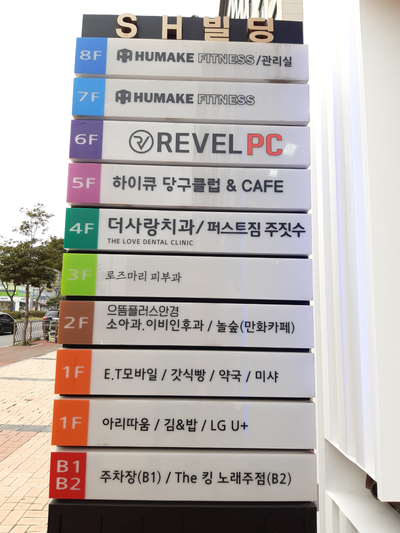 SH빌딩
8F HUMAKE FITNESS/관리실
7F HUMAKE FITNESS
6F REVEL PC
5F 하이큐 당구클럽 & CAFE
4F 더사랑치과/퍼스트짐 주짓수
THE LOVE DENTAL CLINIC
3F 로즈마리 피부과
으뜸플러스안경
2F 소아과.이비인후과 / 놀숲(만화카페)
1F E.T모바일 / 갓식빵 / 약국 / 미샤
1F 아리따움 / 김&밥 / LG U+
B1
B2 주차장(B1) / The 킹 노래주점(B2)